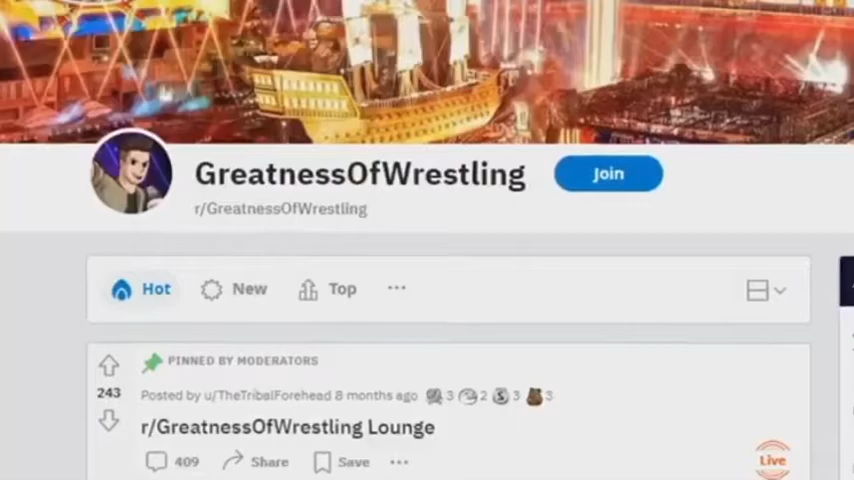 GreatnessOfWrestling
Join
r/GreatnessOfWrestling
Hot
New
Top
PINNED BY MODERATORS
243
Posted by u/TheTribalForehead 8 months ago 3 2 3 3
r/GreatnessOfWrestling Lounge
409 Share Save
Live